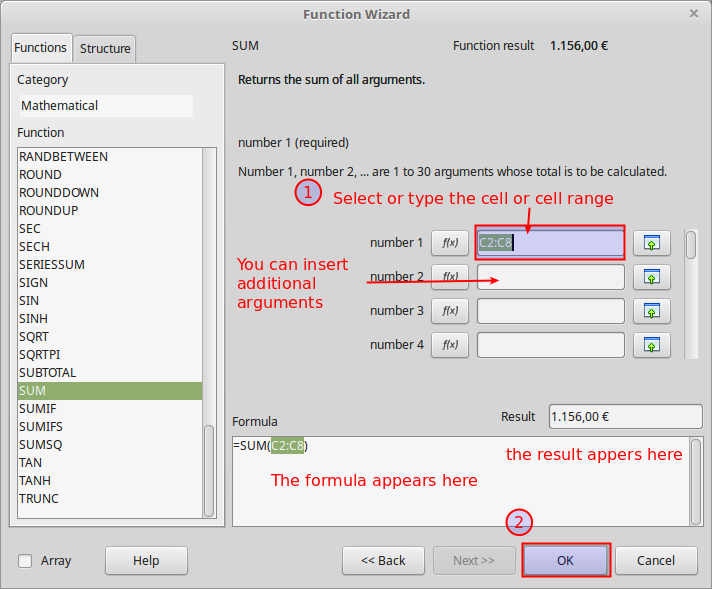 Function Wizard
Functions
Structure
SUM
Function result
1.156,00 €
Category
Returns the sum of all arguments.
Mathematical
Function
number 1 (required)
RANDBETWEEN
ROUND
ROUNDDOWN
ROUNDUP
SEC
SECH
SERIESSUM
SIGN
SIN
SINH
SQRT
SQRTPI
SUBTOTAL
SUM
SUMIF
SUMIFS
SUMSQ
TAN
TANH
TRUNC
Number 1, number 2, ... are 1 to 30 arguments whose total is to be calculated.
1 Select or type the cell or cell range
number 1 f(x) C2:C8
You can insert
additional
arguments
number 2 f(x)
number 3 f(x)
number 4 f(x)
Result 1.156,00 €
Formula
=SUM(C2:C8)
the result appers here
The formula appears here
2
Array
Help
<< Back
Next >>
OK
Cancel